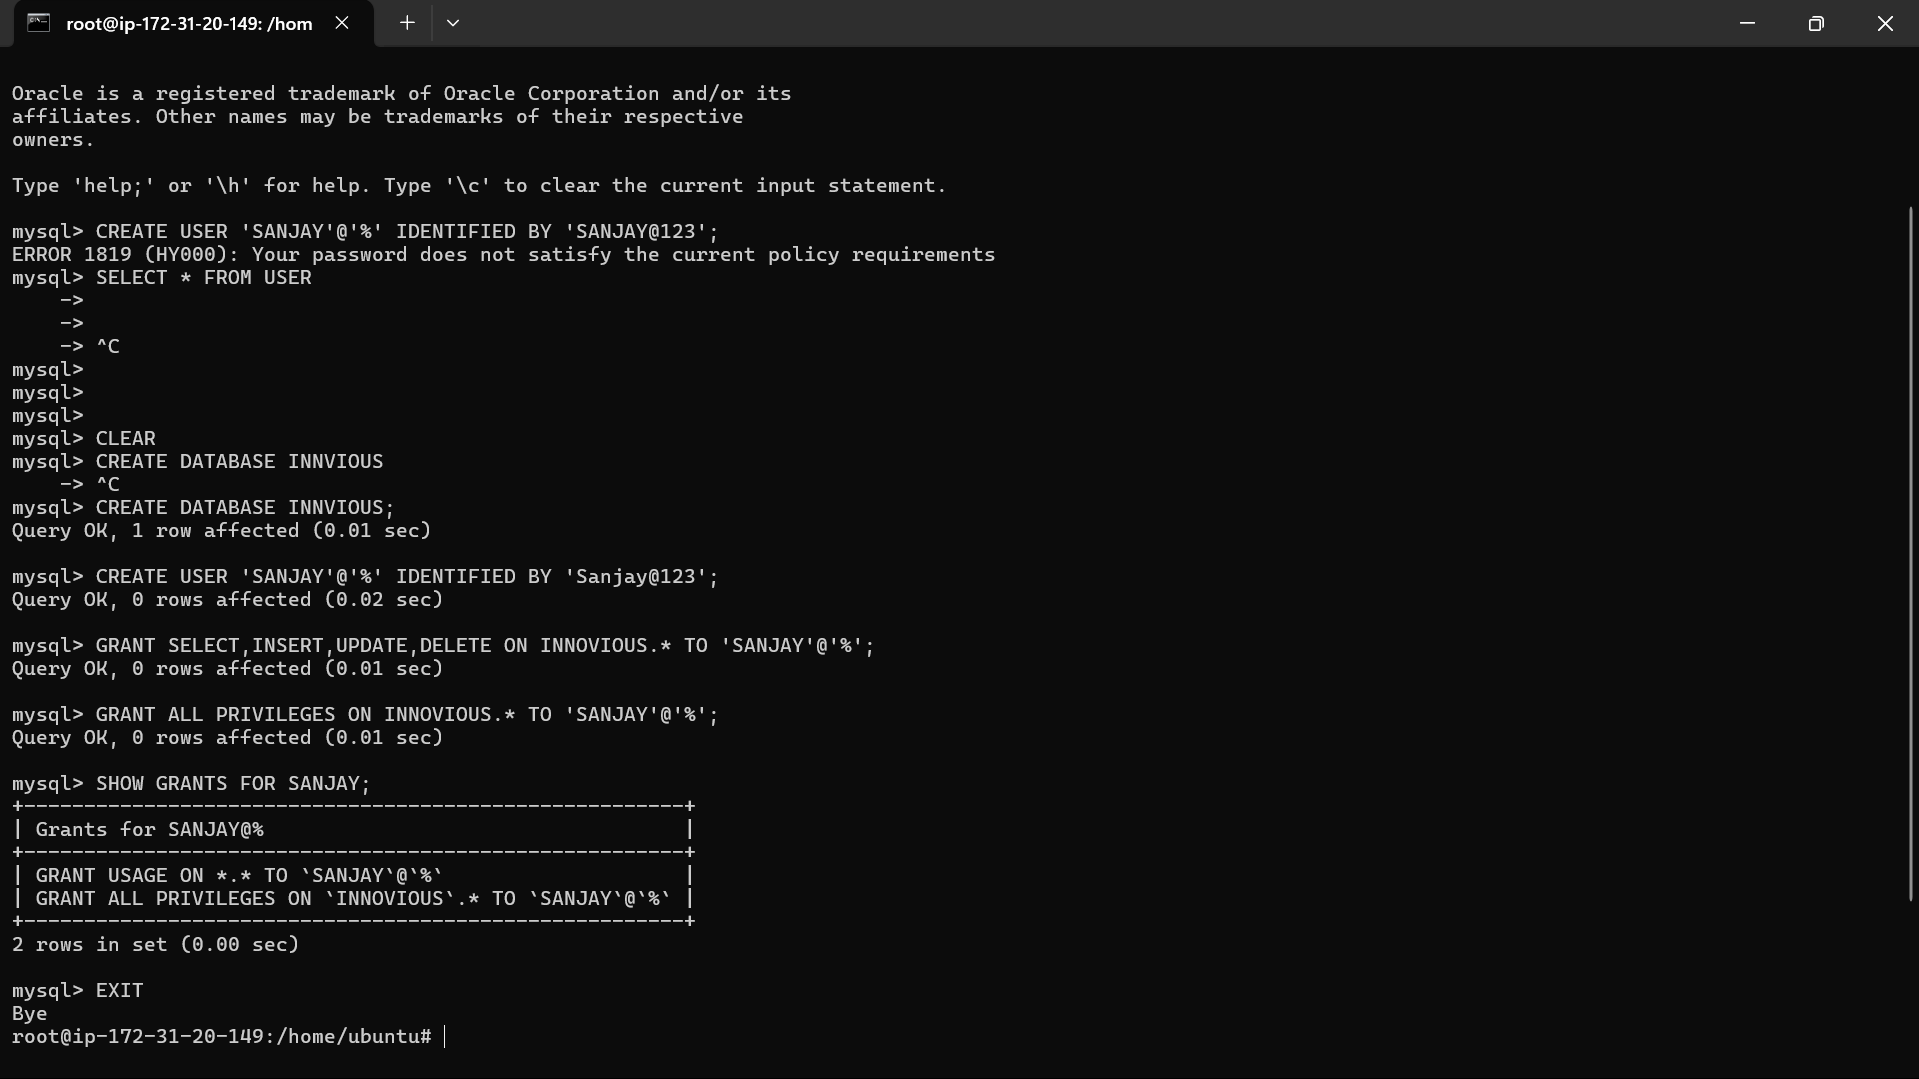 root@ip-172-31-20-149: /hom
Oracle is a registered trademark of Oracle Corporation and/or its
affiliates. Other names may be trademarks of their respective
owners.
Type 'help;' or '\h' for help. Type '\c' to clear the current input statement.
mysql> CREATE USER 'SANJAY'@'%' IDENTIFIED BY 'SANJAY@123';
ERROR 1819 (HY000): Your password does not satisfy the current policy requirements
mysql> SELECT * FROM USER
    ->
    ->
    -> ^C
mysql>
mysql>
mysql>
mysql> CLEAR
mysql> CREATE DATABASE INNVIOUS
    -> ^C
mysql> CREATE DATABASE INNVIOUS;
Query OK, 1 row affected (0.01 sec)
mysql> CREATE USER 'SANJAY'@'%' IDENTIFIED BY 'Sanjay@123';
Query OK, 0 rows affected (0.02 sec)
mysql> GRANT SELECT,INSERT,UPDATE,DELETE ON INNOVIOUS.* TO 'SANJAY'@'%';
Query OK, 0 rows affected (0.01 sec)
mysql> GRANT ALL PRIVILEGES ON INNOVIOUS.* TO 'SANJAY'@'%';
Query OK, 0 rows affected (0.01 sec)
mysql> SHOW GRANTS FOR SANJAY;
+-------------------------------------------------------+
| Grants for SANJAY@%                                   |
+-------------------------------------------------------+
| GRANT USAGE ON *.* TO `SANJAY`@`%`                    |
| GRANT ALL PRIVILEGES ON `INNOVIOUS`.* TO `SANJAY`@`%` |
+-------------------------------------------------------+
2 rows in set (0.00 sec)
mysql> EXIT
Bye
root@ip-172-31-20-149:/home/ubuntu#